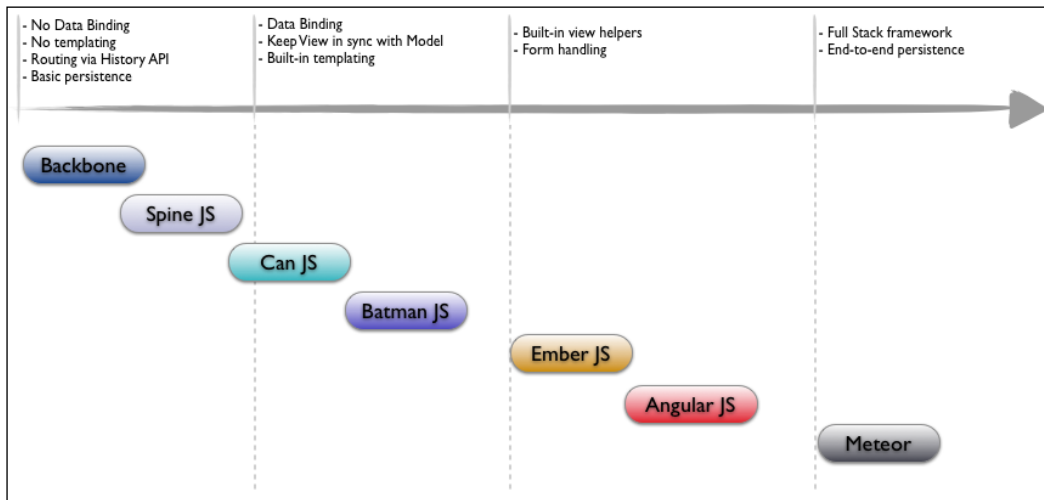 - No Data Binding
- No templating
- Routing via History API
- Basic persistence
- Data Binding
- Keep View in sync with Model
- Built-in templating
- Built-in view helpers
- Form handling
- Full Stack framework
- End-to-end persistence
Backbone
Spine JS
Can JS
Batman JS
Ember JS
Angular JS
Meteor